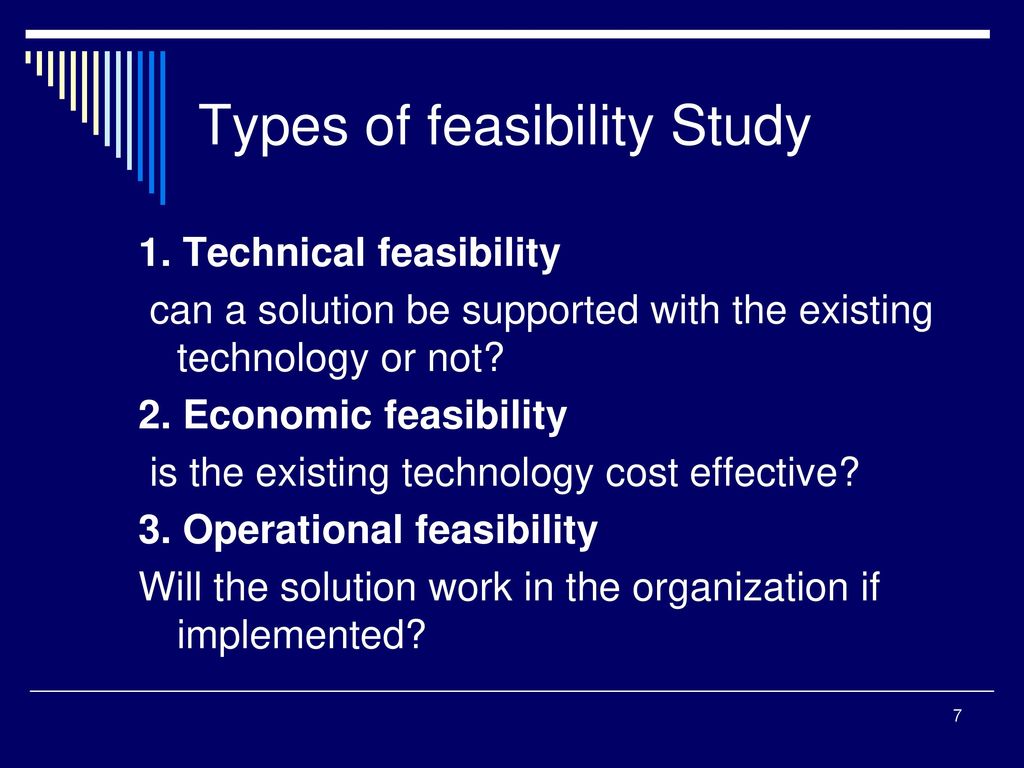 Types of feasibility Study
1. Technical feasibility
can a solution be supported with the existing
technology or not?
2. Economic feasibility
is the existing technology cost effective?
3. Operational feasibility
Will the solution work in the organization if
implemented?
7